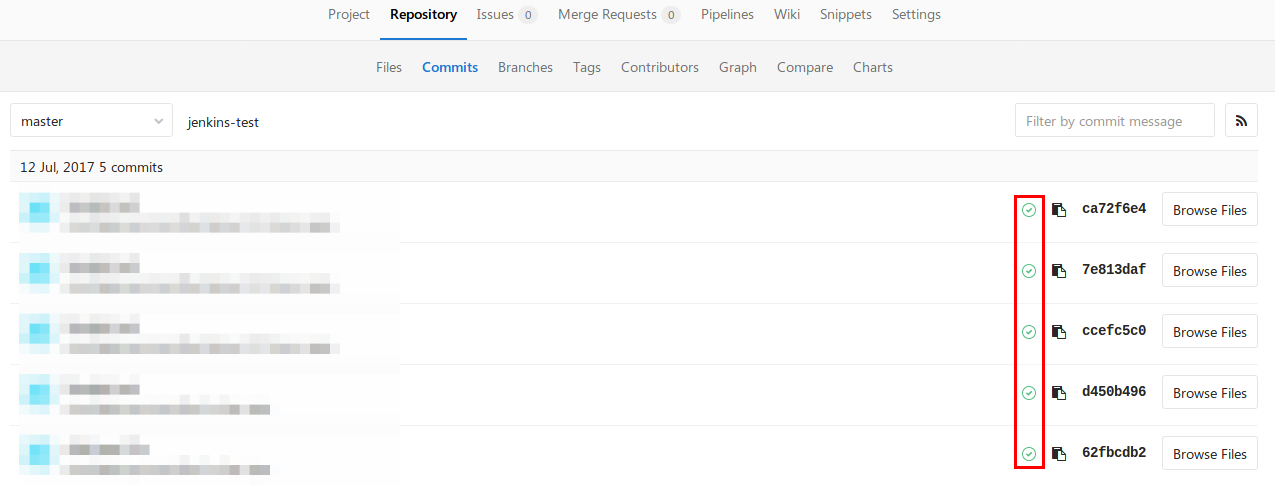 Project Repository Issues 0 Merge Requests 0 Pipelines Wiki Snippets Settings
Files Commits Branches Tags Contributors Graph Compare Charts
master jenkins-test Filter by commit message
12 Jul, 2017 5 commits
ca72f6e4 Browse Files
7e813daf Browse Files
ccefc5c0 Browse Files
d450b496 Browse Files
62fbcdb2 Browse Files